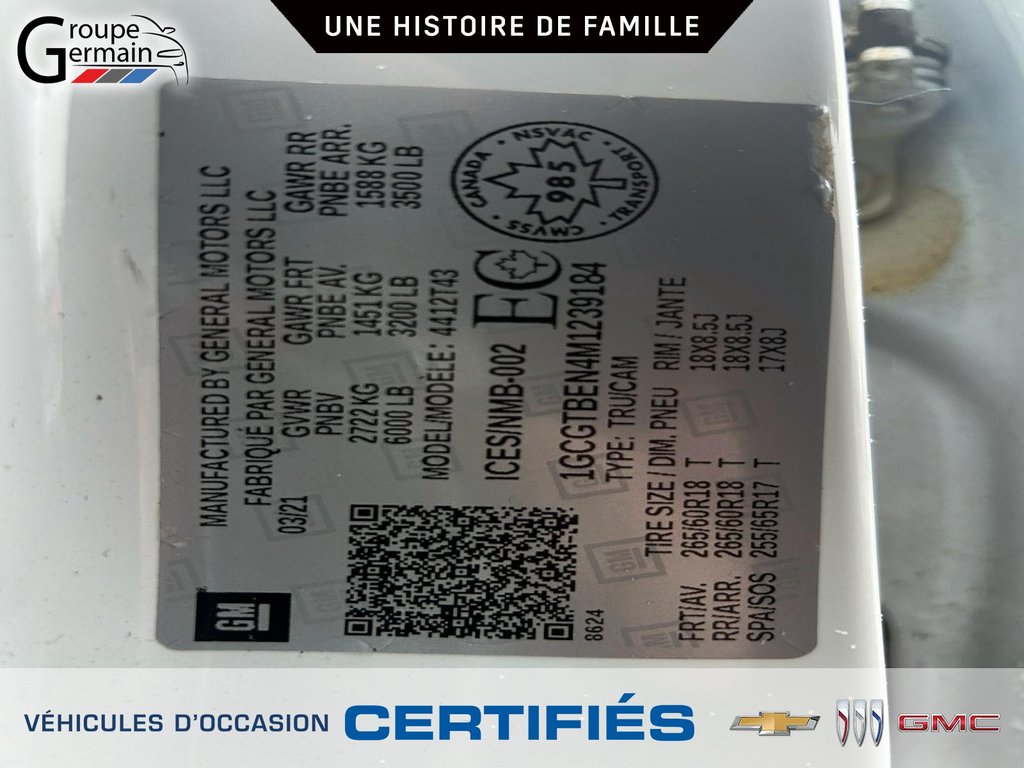 Groupe
Germain
UNE HISTOIRE DE FAMILLE
MANUFACTURED BY GENERAL MOTORS LLC
FABRIQUÉ PAR GENERAL MOTORS LLC
03/21 GVWR GAWR FRT GAWR RR
PNBV PNBE AV. PNBE ARR.
2722 KG 1451 KG 1588 KG
6000 LB 3200 LB 3500 LB
MODEL/MODÈLE: 4412T43
ICES/NMB-002 EC
CANADA • NSVAC • TRANSPORT • CMVSS
985
1GCGTBEN4M1239184
TYPE: TRU/CAM
TIRE SIZE / DIM. PNEU RIM / JANTE
FRT/AV. 265/60R18 T 18X8.5J
RR/ARR. 265/60R18 T 18X8.5J
SPA/SOS 255/65R17 T 17X8J
GM
8624
VÉHICULES D'OCCASION CERTIFIÉS
GMC